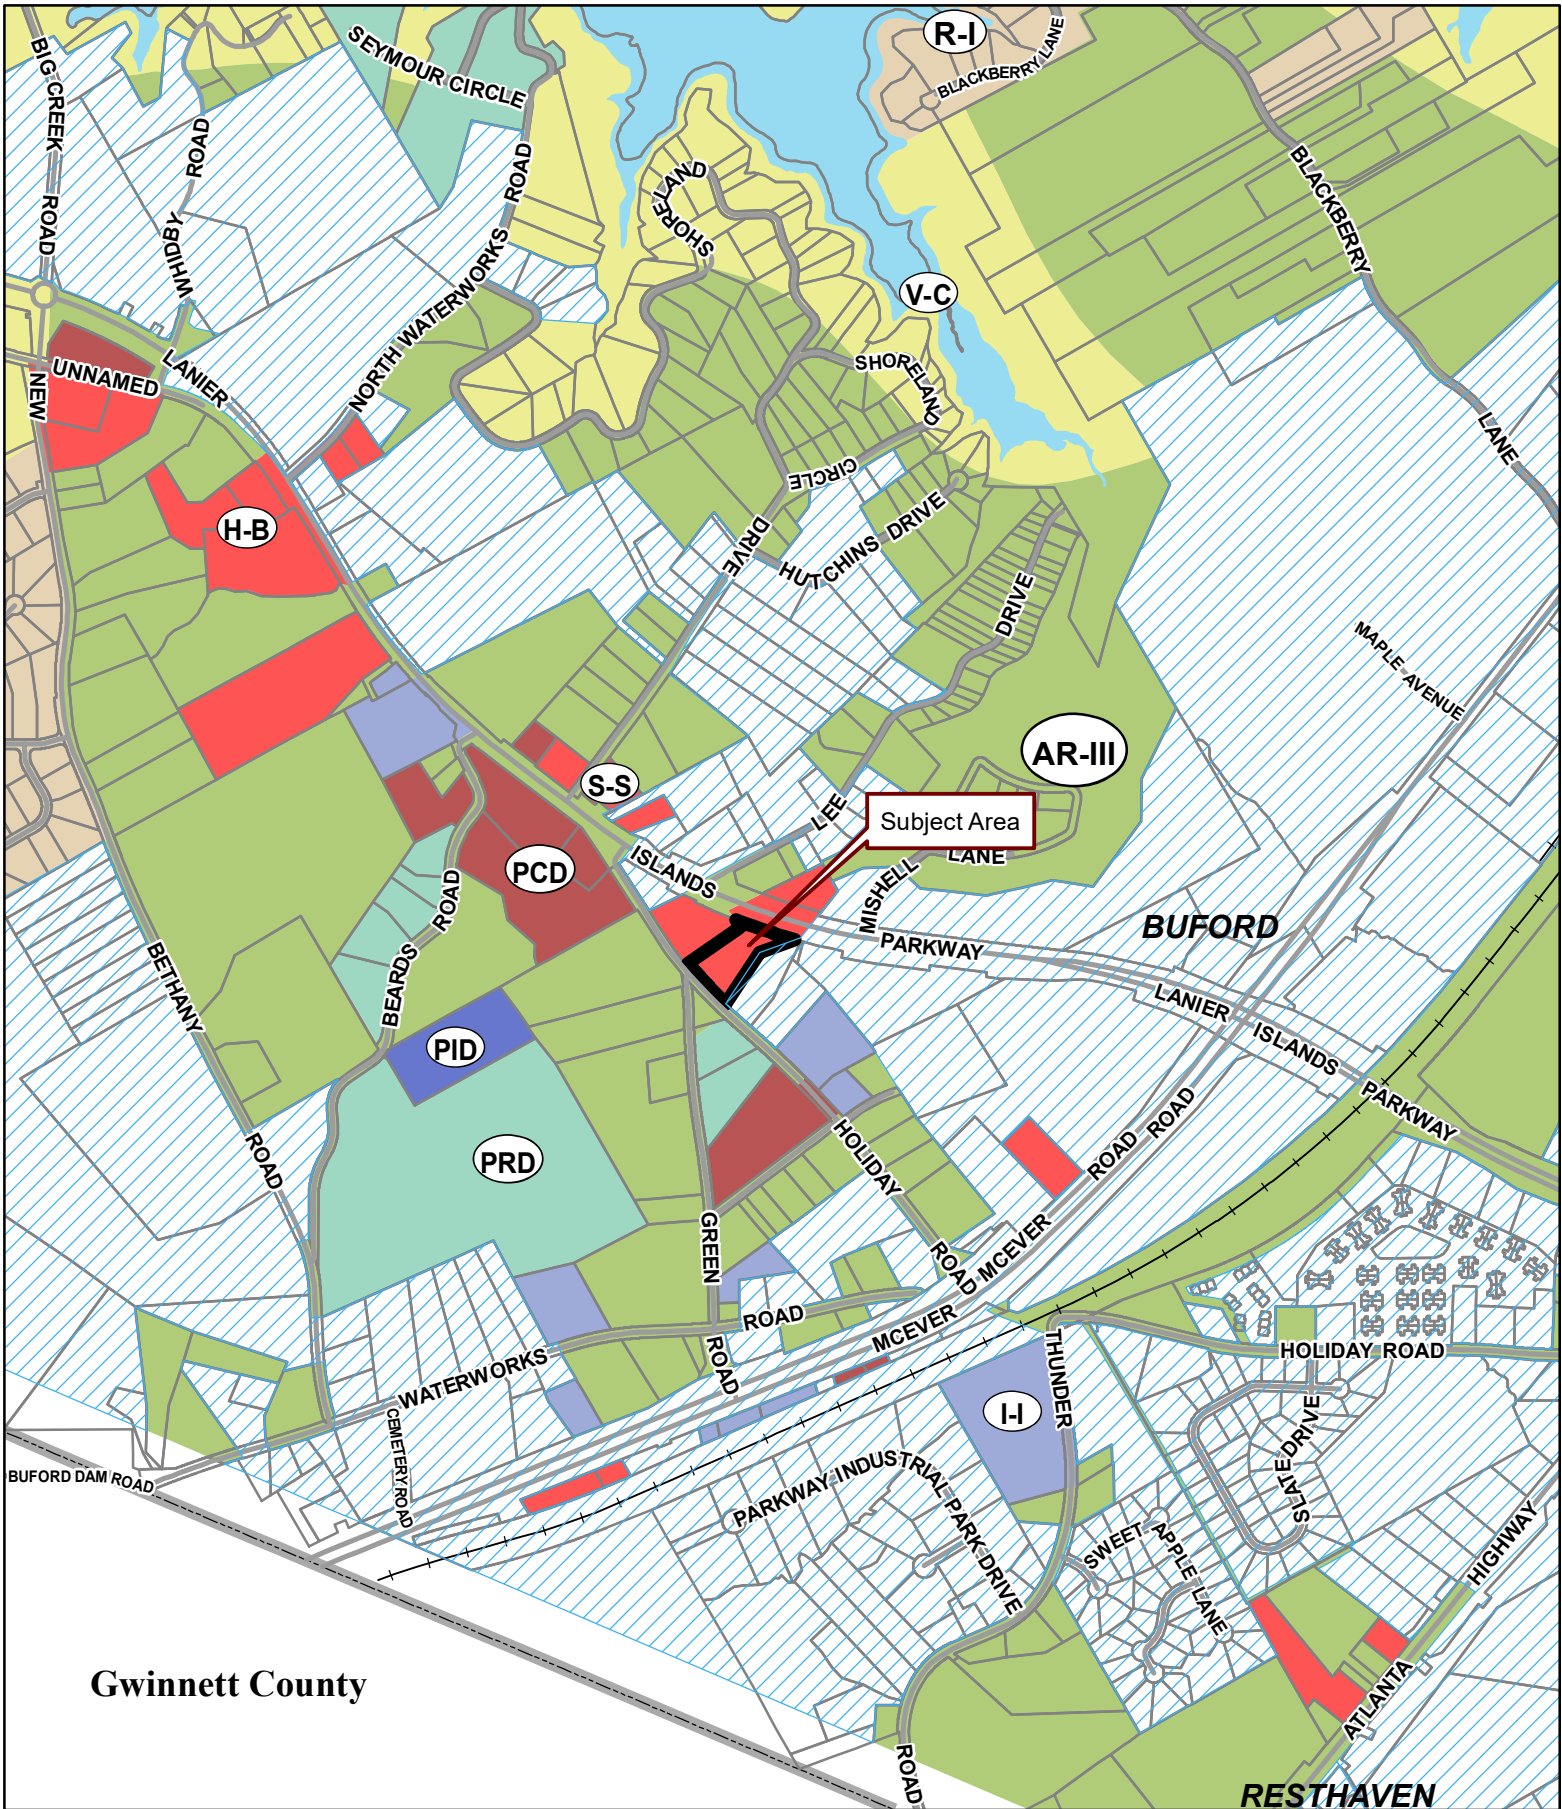 R-I
BLACKBERRY LANE
BIG CREEK
ROAD
SEYMOUR CIRCLE
WHIDBY
ROAD
NORTH WATERWORKS
ROAD
SHORE LAND
BLACKBERRY
LANE
V-C
UNNAMED
NEW
LANIER
SHORELAND
CIRCLE
H-B
DRIVE
HUTCHINS DRIVE
DRIVE
MAPLE AVENUE
AR-III
S-S
LEE
Subject Area
ISLANDS
MISHELL
LANE
PCD
BEARDS
ROAD
PARKWAY
BUFORD
BETHANY
ROAD
LANIER
ISLANDS
PARKWAY
PID
PRD
HOLIDAY
ROAD
GREEN
ROAD
MCEVER
ROAD
MCEVER
ROAD
WATERWORKS
ROAD
MCEVER
THUNDER
ROAD
HOLIDAY ROAD
I-I
SLATE DRIVE
CEMETERY ROAD
BUFORD DAM ROAD
PARKWAY INDUSTRIAL PARK DRIVE
SWEET APPLE LANE
HIGHWAY
ATLANTA
Gwinnett County
RESTHAVEN